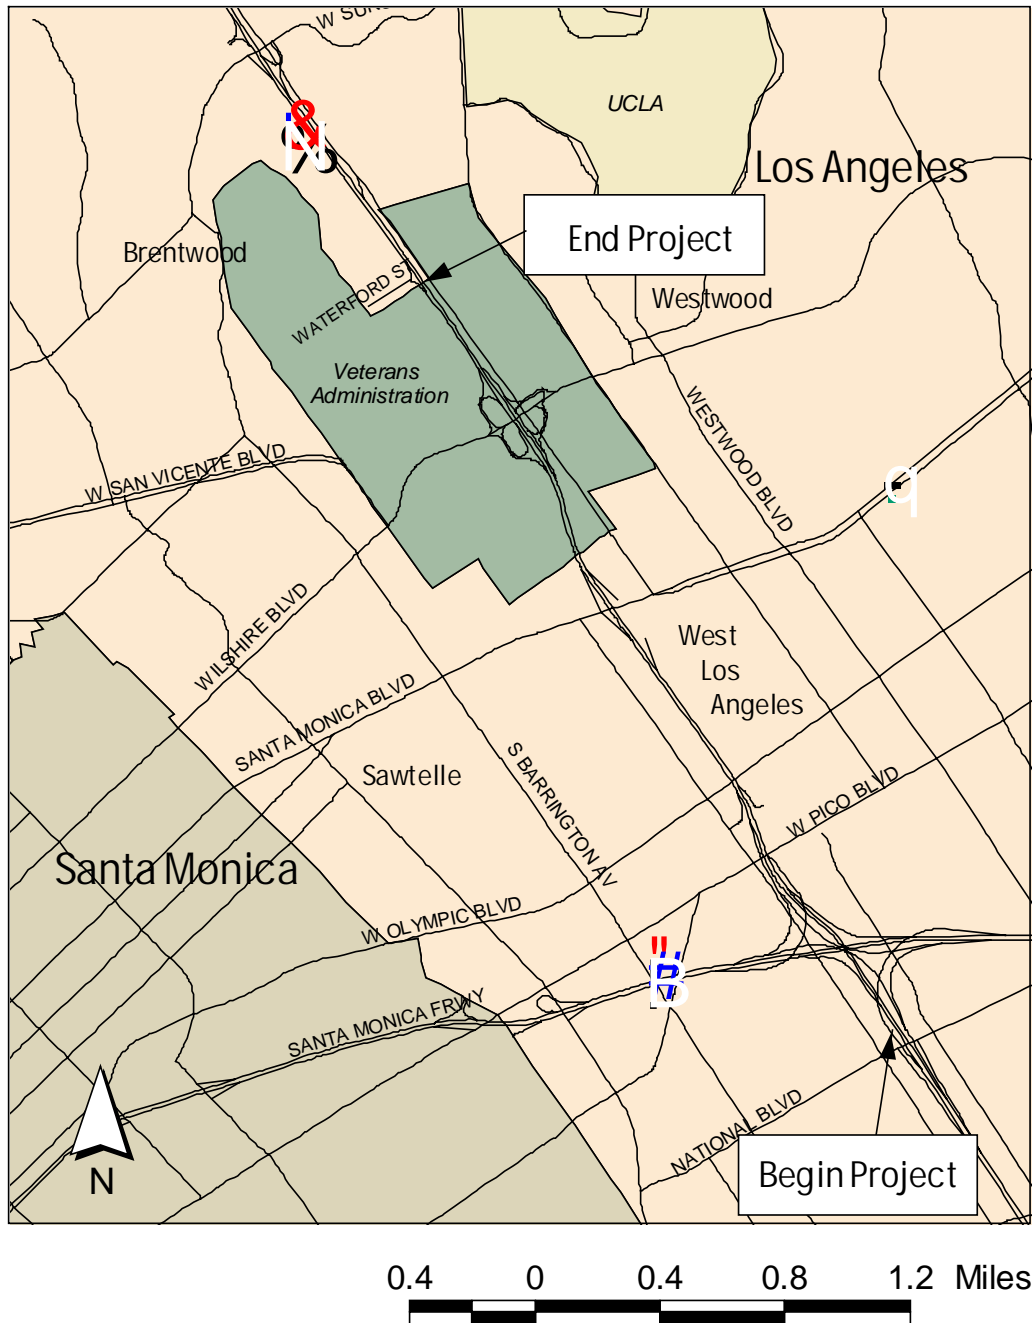 W SUN
UCLA
Los Angeles
End Project
Brentwood
WATERFORD ST
Westwood
Veterans
Administration
WESTWOOD BLVD
W SAN VICENTE BLVD
WILSHIRE BLVD
West
Los
Angeles
SANTA MONICA BLVD
Sawtelle
S BARRINGTON AV
W PICO BLVD
Santa Monica
W OLYMPIC BLVD
SANTA MONICA FRWY
NATIONAL BLVD
Begin Project
N
0.4 0 0.4 0.8 1.2 Miles